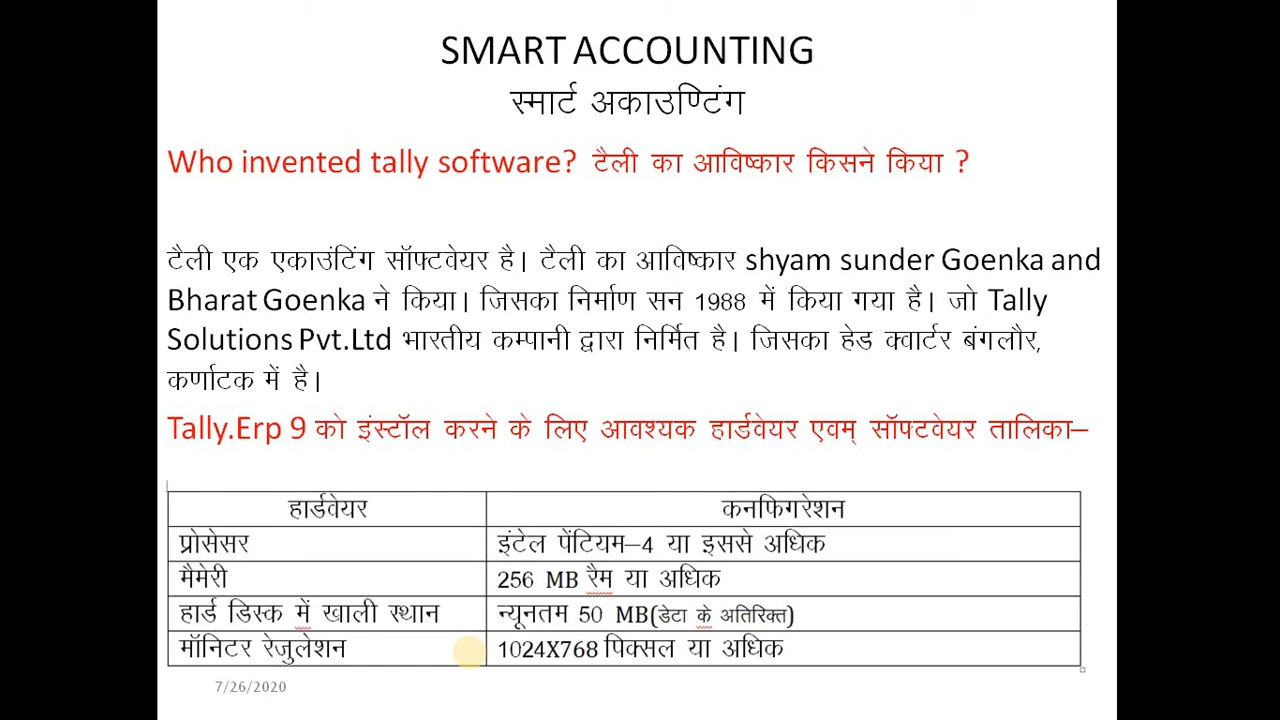 SMART ACCOUNTING
स्मार्ट अकाउण्टिंग
Who invented tally software? टैली का आविष्कार किसने किया ?
टैली एक एकाउंटिंग सॉफ्टवेयर है। टैली का आविष्कार shyam sunder Goenka and
Bharat Goenka ने किया। जिसका निर्माण सन 1988 में किया गया है। जो Tally
Solutions Pvt.Ltd भारतीय कम्पानी द्वारा निर्मित है। जिसका हेड क्वार्टर बंगलौर,
कर्णाटक में है।
Tally.Erp 9 को इंस्टॉल करने के लिए आवश्यक हार्डवेयर एवम् सॉफ्टवेयर तालिका–
हार्डवेयर कनफिगरेशन
प्रोसेसर इंटेल पेंटियम–4 या इससे अधिक
मैमेरी 256 MB रैम या अधिक
हार्ड डिस्क में खाली स्थान न्यूनतम 50 MB(डेटा के अतिरिक्त)
मॉनिटर रेजुलेशन 1024X768 पिक्सल या अधिक
7/26/2020